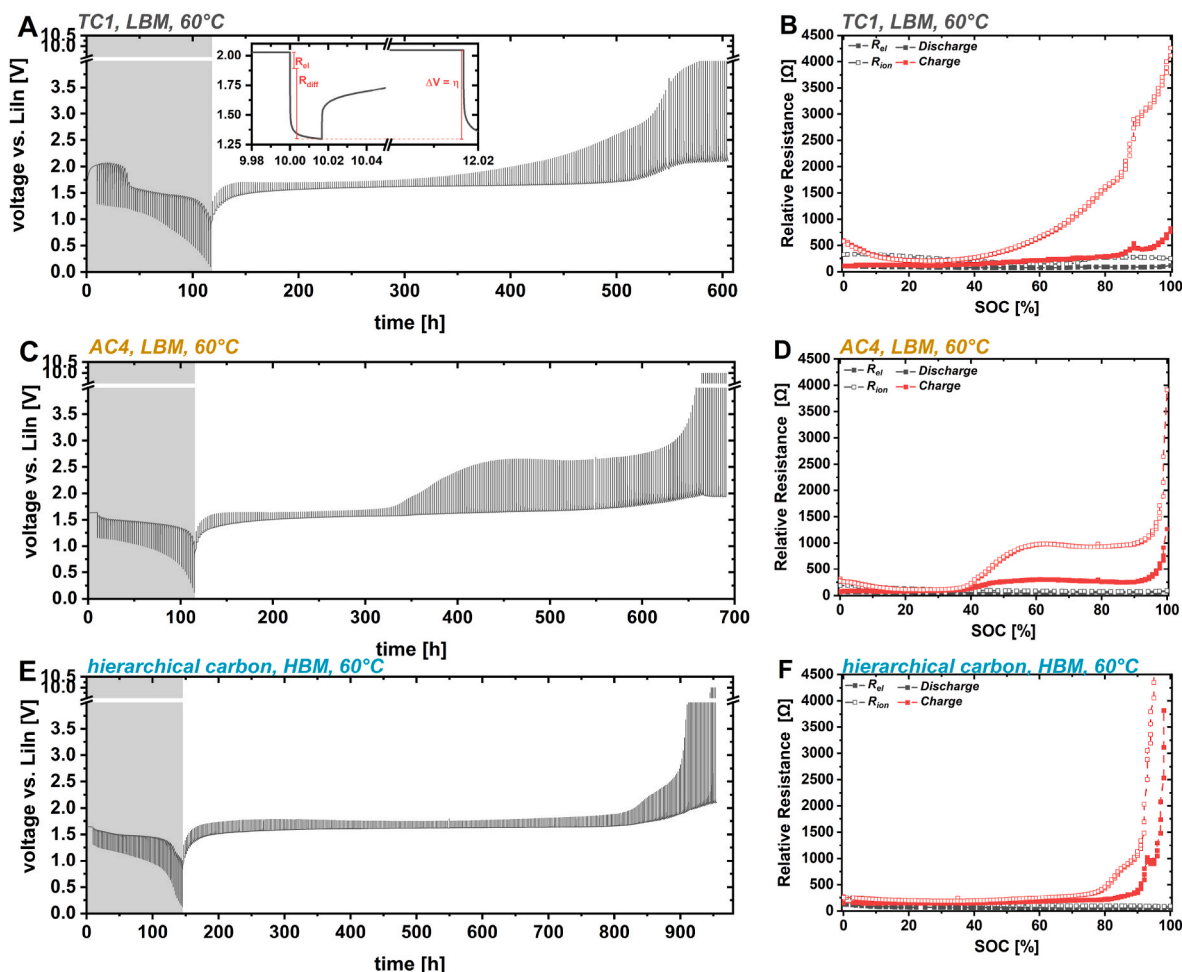 A
TC1, LBM, 60°C
10.5
10.0
3.5
3.0
2.5
2.0
1.5
1.0
0.5
0.0
voltage vs. LiIn [V]
2.00
1.75
1.50
1.25
R_el
R_diff
ΔV = η
9.98 10.00 10.020 10.040 12.02
0 100 200 300 400 500 600
time [h]
B
TC1, LBM, 60°C
R_el Discharge
R_ion Charge
4500
4000
3500
3000
2500
2000
1500
1000
500
250
0
Relative Resistance [Ω]
0 20 40 60 80 100
SOC [%]
C
AC4, LBM, 60°C
10.5
10.0
3.5
3.0
2.5
2.0
1.5
1.0
0.5
0.0
voltage vs. LiIn [V]
0 100 200 300 400 500 600 700
time [h]
D
AC4, LBM, 60°C
R_el Discharge
R_ion Charge
4500
4000
3500
3000
2500
2000
1500
1000
500
250
0
Relative Resistance [Ω]
0 20 40 60 80 100
SOC [%]
E
hierarchical carbon, HBM, 60°C
10.5
10.0
3.5
3.0
2.5
2.0
1.5
1.0
0.5
0.0
voltage vs. LiIn [V]
0 100 200 300 400 500 600 700 800 900
time [h]
F
hierarchical carbon, HBM, 60°C
R_el Discharge
R_ion Charge
4500
4000
3500
3000
2500
2000
1500
1000
500
250
0
Relative Resistance [Ω]
0 20 40 60 80 100
SOC [%]